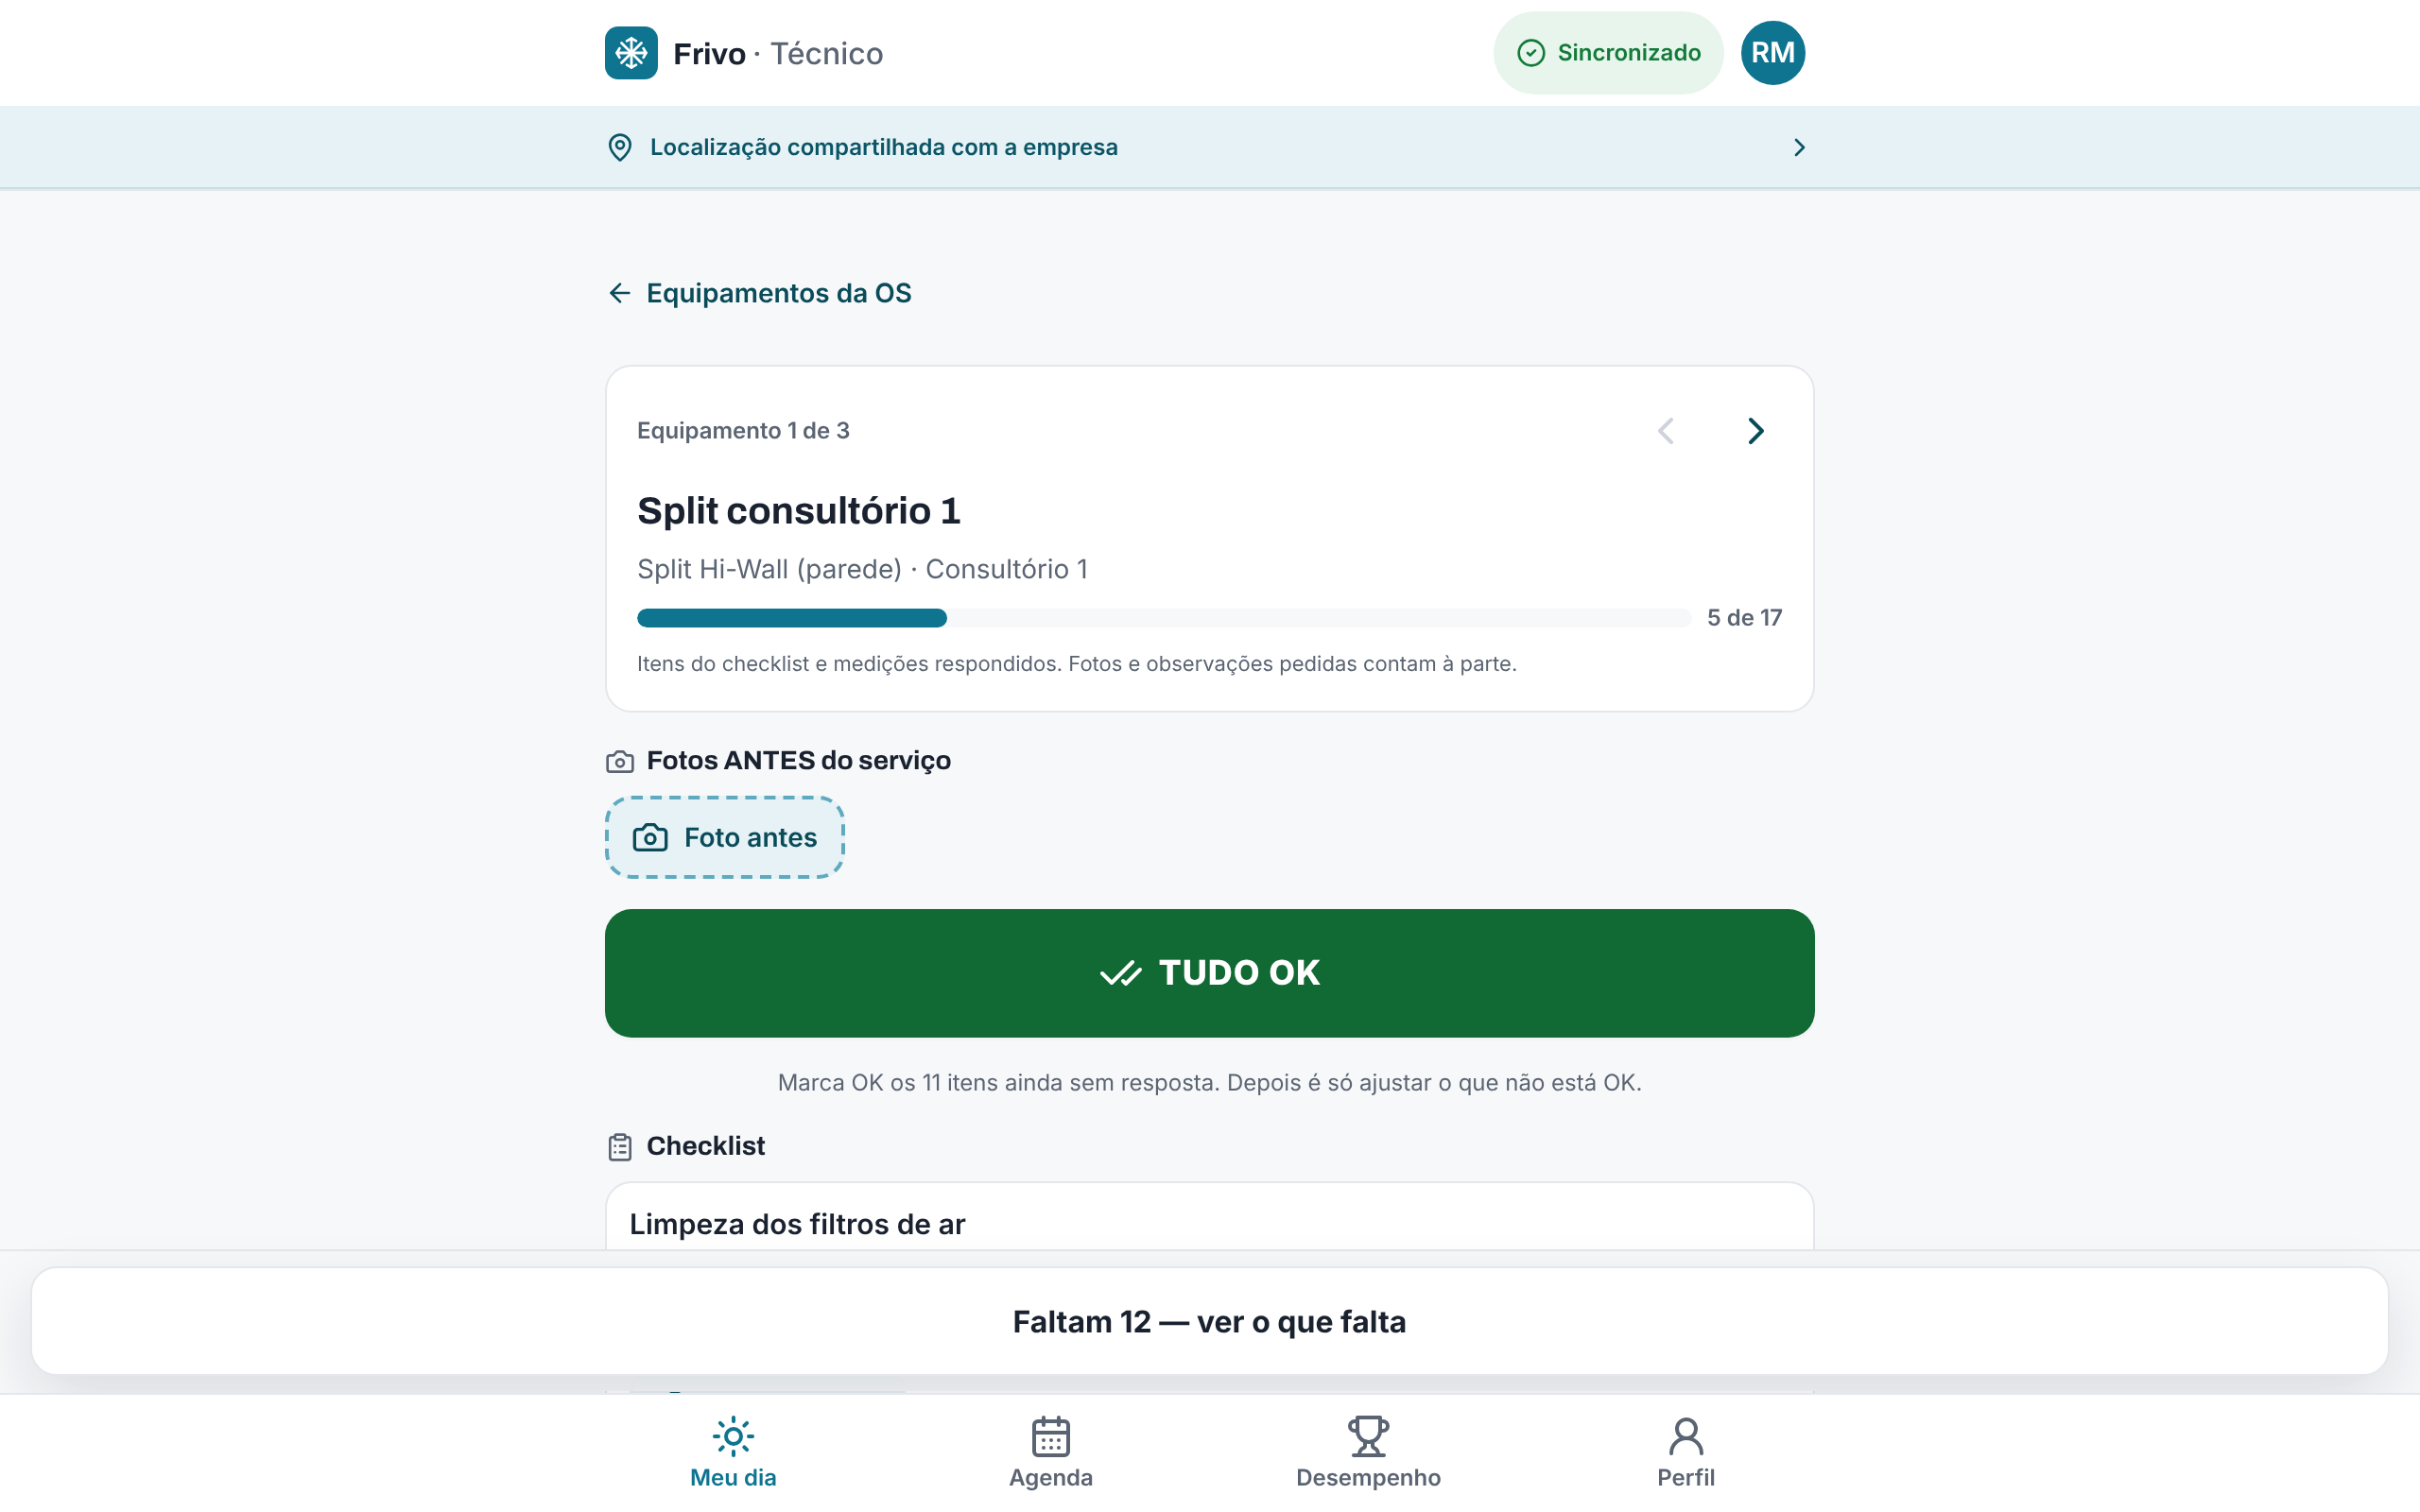 Frivo · Técnico
Sincronizado
RM
Localização compartilhada com a empresa
Equipamentos da OS
Equipamento 1 de 3
Split consultório 1
Split Hi-Wall (parede) · Consultório 1
5 de 17
Itens do checklist e medições respondidos. Fotos e observações pedidas contam à parte.
Fotos ANTES do serviço
Foto antes
TUDO OK
Marca OK os 11 itens ainda sem resposta. Depois é só ajustar o que não está OK.
Checklist
Limpeza dos filtros de ar
Faltam 12 — ver o que falta
Meu dia
Agenda
Desempenho
Perfil